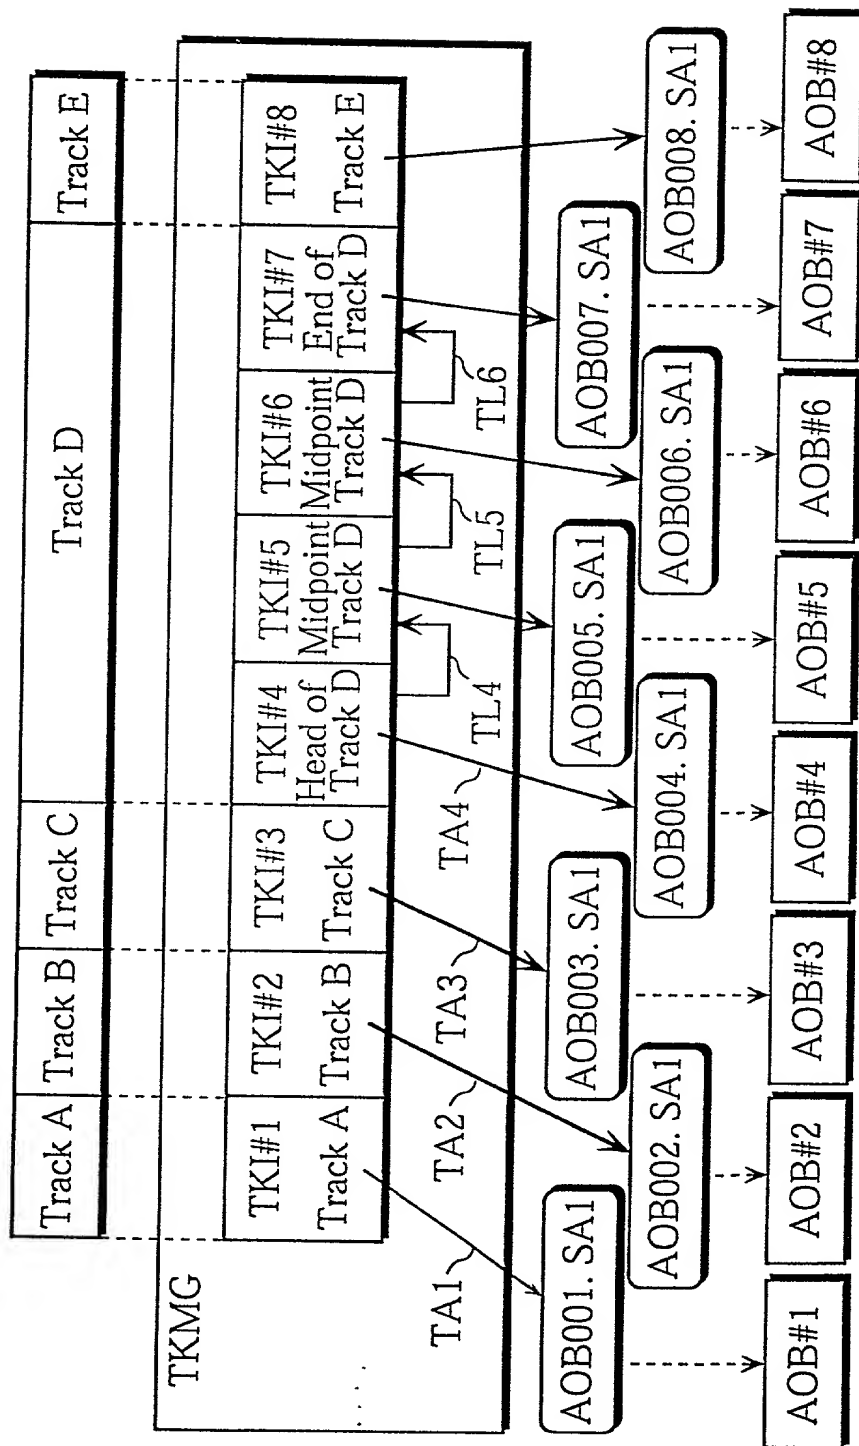 Track A
Track B
Track C
Track D
Track E
TKMG
TKI#1
Track A
TKI#2
Track B
TKI#3
Track C
TKI#4
Head of
Track D
TKI#5
Midpoint
Track D
TKI#6
Midpoint
Track D
TKI#7
End of
Track D
TKI#8
Track E
TA1
TA2
TA3
TA4
TL4
TL5
TL6
AOB001. SA1
AOB002. SA1
AOB003. SA1
AOB004. SA1
AOB005. SA1
AOB006. SA1
AOB007. SA1
AOB008. SA1
AOB#1
AOB#2
AOB#3
AOB#4
AOB#5
AOB#6
AOB#7
AOB#8